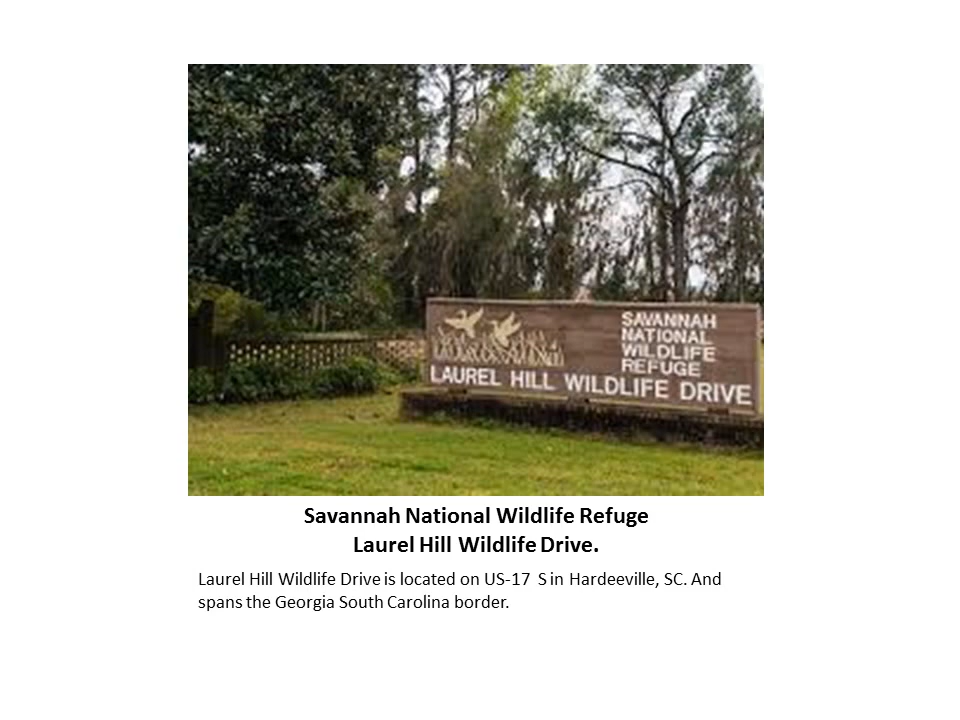 SAVANNAH
NATIONAL
WILDLIFE
REFUGE
LAUREL HILL WILDLIFE DRIVE
Savannah National Wildlife Refuge
Laurel Hill Wildlife Drive.
Laurel Hill Wildlife Drive is located on US-17 S in Hardeeville, SC. And
spans the Georgia South Carolina border.